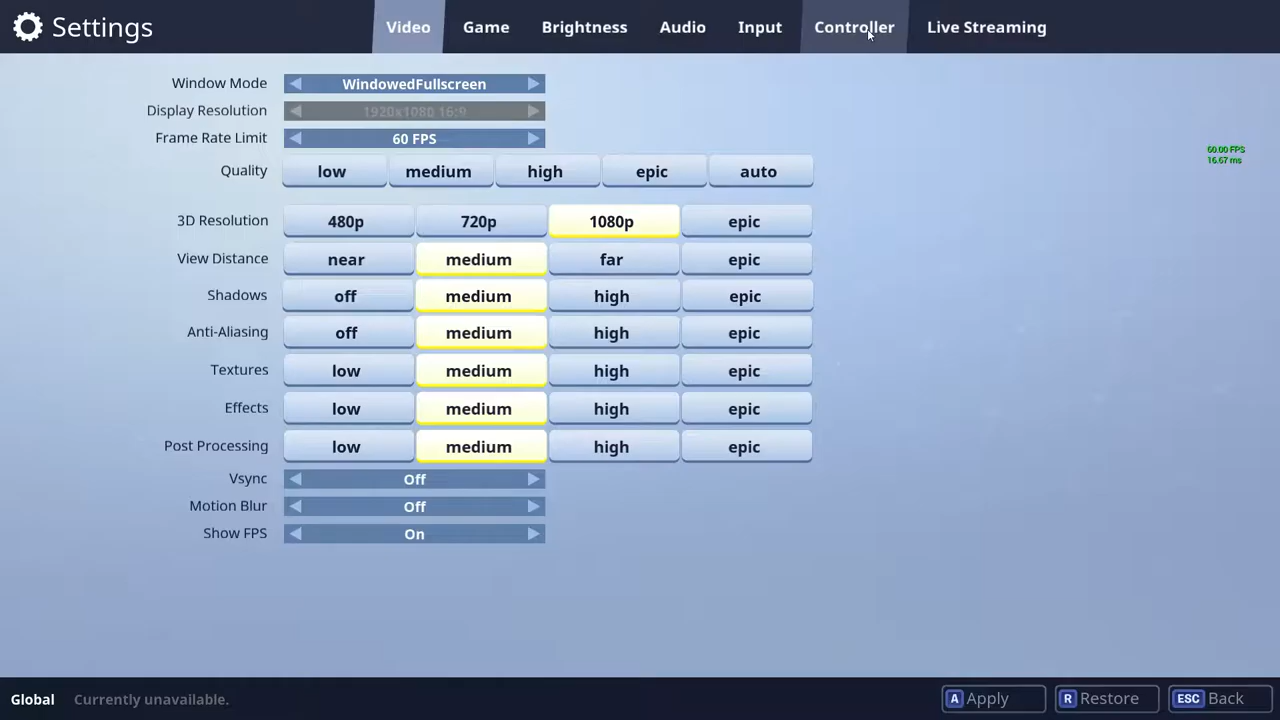 Settings
Video Game Brightness Audio Input Controller Live Streaming
Window Mode WindowedFullscreen
Display Resolution 1920x1080 16:9
Frame Rate Limit 60 FPS
60.00 FPS
16.67 ms
Quality low medium high epic auto
3D Resolution 480p 720p 1080p epic
View Distance near medium far epic
Shadows off medium high epic
Anti-Aliasing off medium high epic
Textures low medium high epic
Effects low medium high epic
Post Processing low medium high epic
Vsync Off
Motion Blur Off
Show FPS On
Global Currently unavailable. A Apply R Restore ESC Back